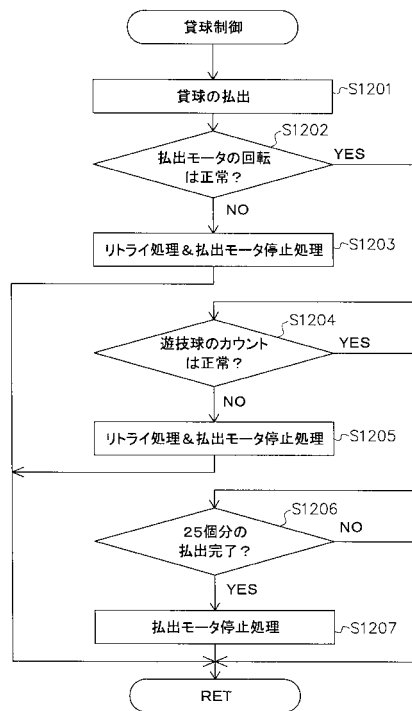 貸球制御
貸球の払出
S1201
S1202
払出モータの回転
は正常？
YES
NO
リトライ処理＆払出モータ停止処理
S1203
S1204
遊技球のカウント
は正常？
YES
NO
リトライ処理＆払出モータ停止処理
S1205
S1206
25個分の
払出完了？
NO
YES
払出モータ停止処理
S1207
RET